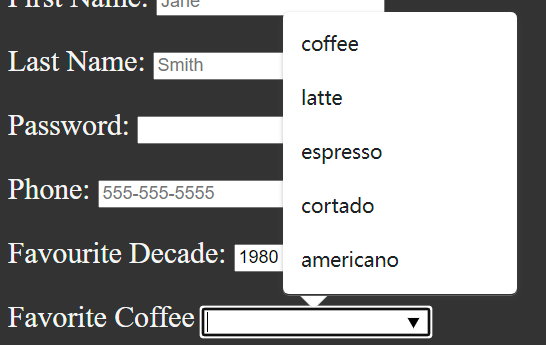 First Name: Jane
Last Name: Smith
Password:
Phone: 555-555-5555
Favourite Decade: 1980
Favorite Coffee
coffee
latte
espresso
cortado
americano